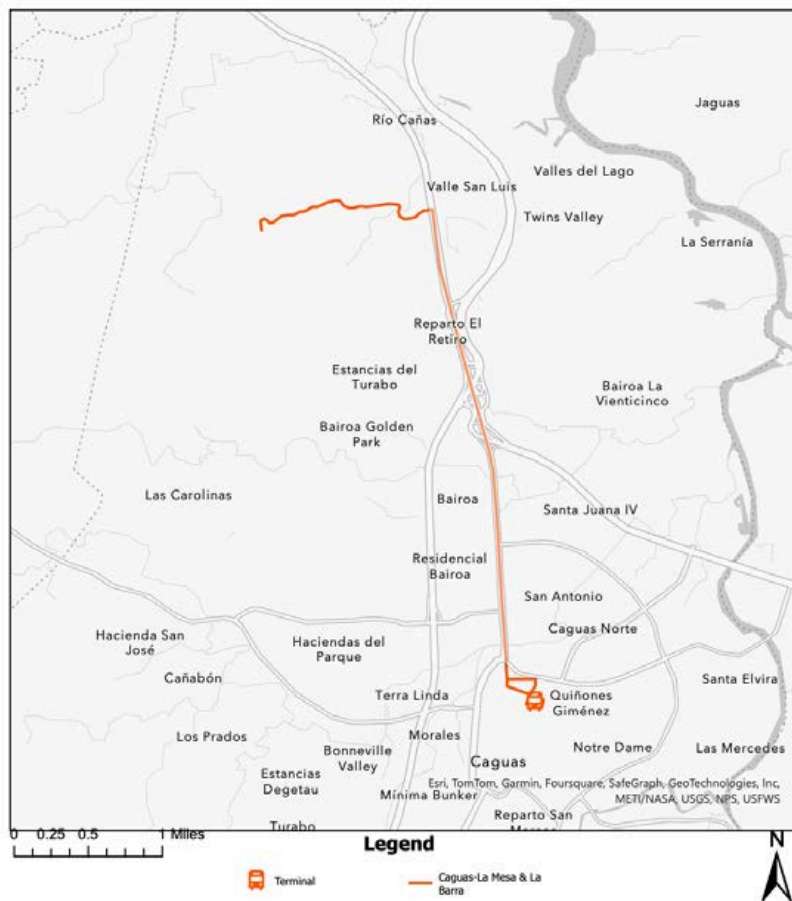 Jaguas
Río Cañas
Valles del Lago
Valle San Luis
Twins Valley
La Serranía
Reparto El
Retiro
Estancias del
Turabo
Bairoa La
Vienticinco
Bairoa Golden
Park
Las Carolinas
Bairoa
Santa Juana IV
Residencial
Bairoa
San Antonio
Caguas Norte
Hacienda San
José
Haciendas del
Parque
Cañabón
Terra Linda
Quiñones
Giménez
Santa Elvira
Los Prados
Morales
Bonneville
Valley
Notre Dame
Las Mercedes
Caguas
Estancias
Degetau
Esri, TomTom, Garmin, Foursquare, SafeGraph, GeoTechnologies, Inc,
METI/NASA, USGS, NPS, USFWS
Mínima Bunker
Reparto San
Turabo
0 0.25 0.5 1 Miles
Legend
N
Terminal
Caguas-La Mesa & La
Barra